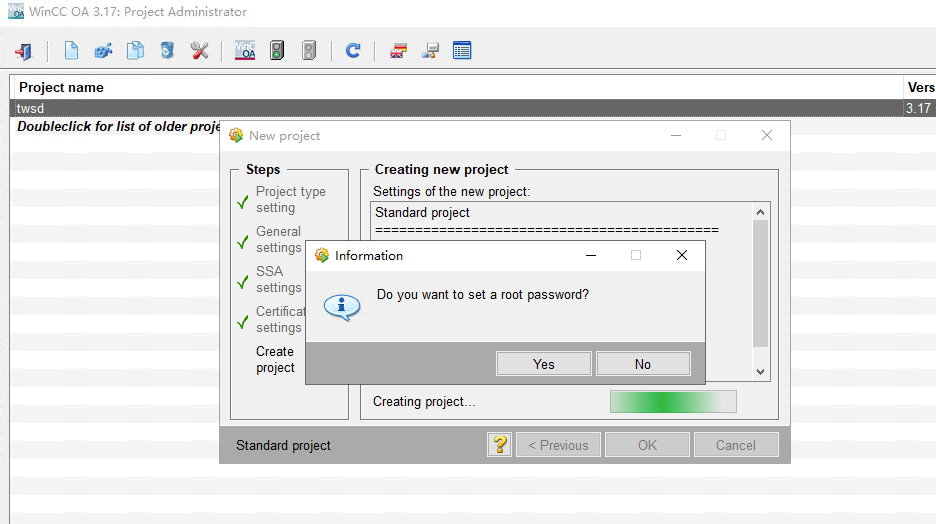 WinCC OA 3.17: Project Administrator
WinCC
OA
Project name
Vers
twsd
3.17
Doubleclick for list of older proje
New project
Steps
Project type
setting
General
settings
SSA
settings
Certificat
settings
Create
project
Creating new project
Settings of the new project:
Standard project
===========================================
Information
Do you want to set a root password?
Yes
No
Creating project...
Standard project
?
< Previous
OK
Cancel